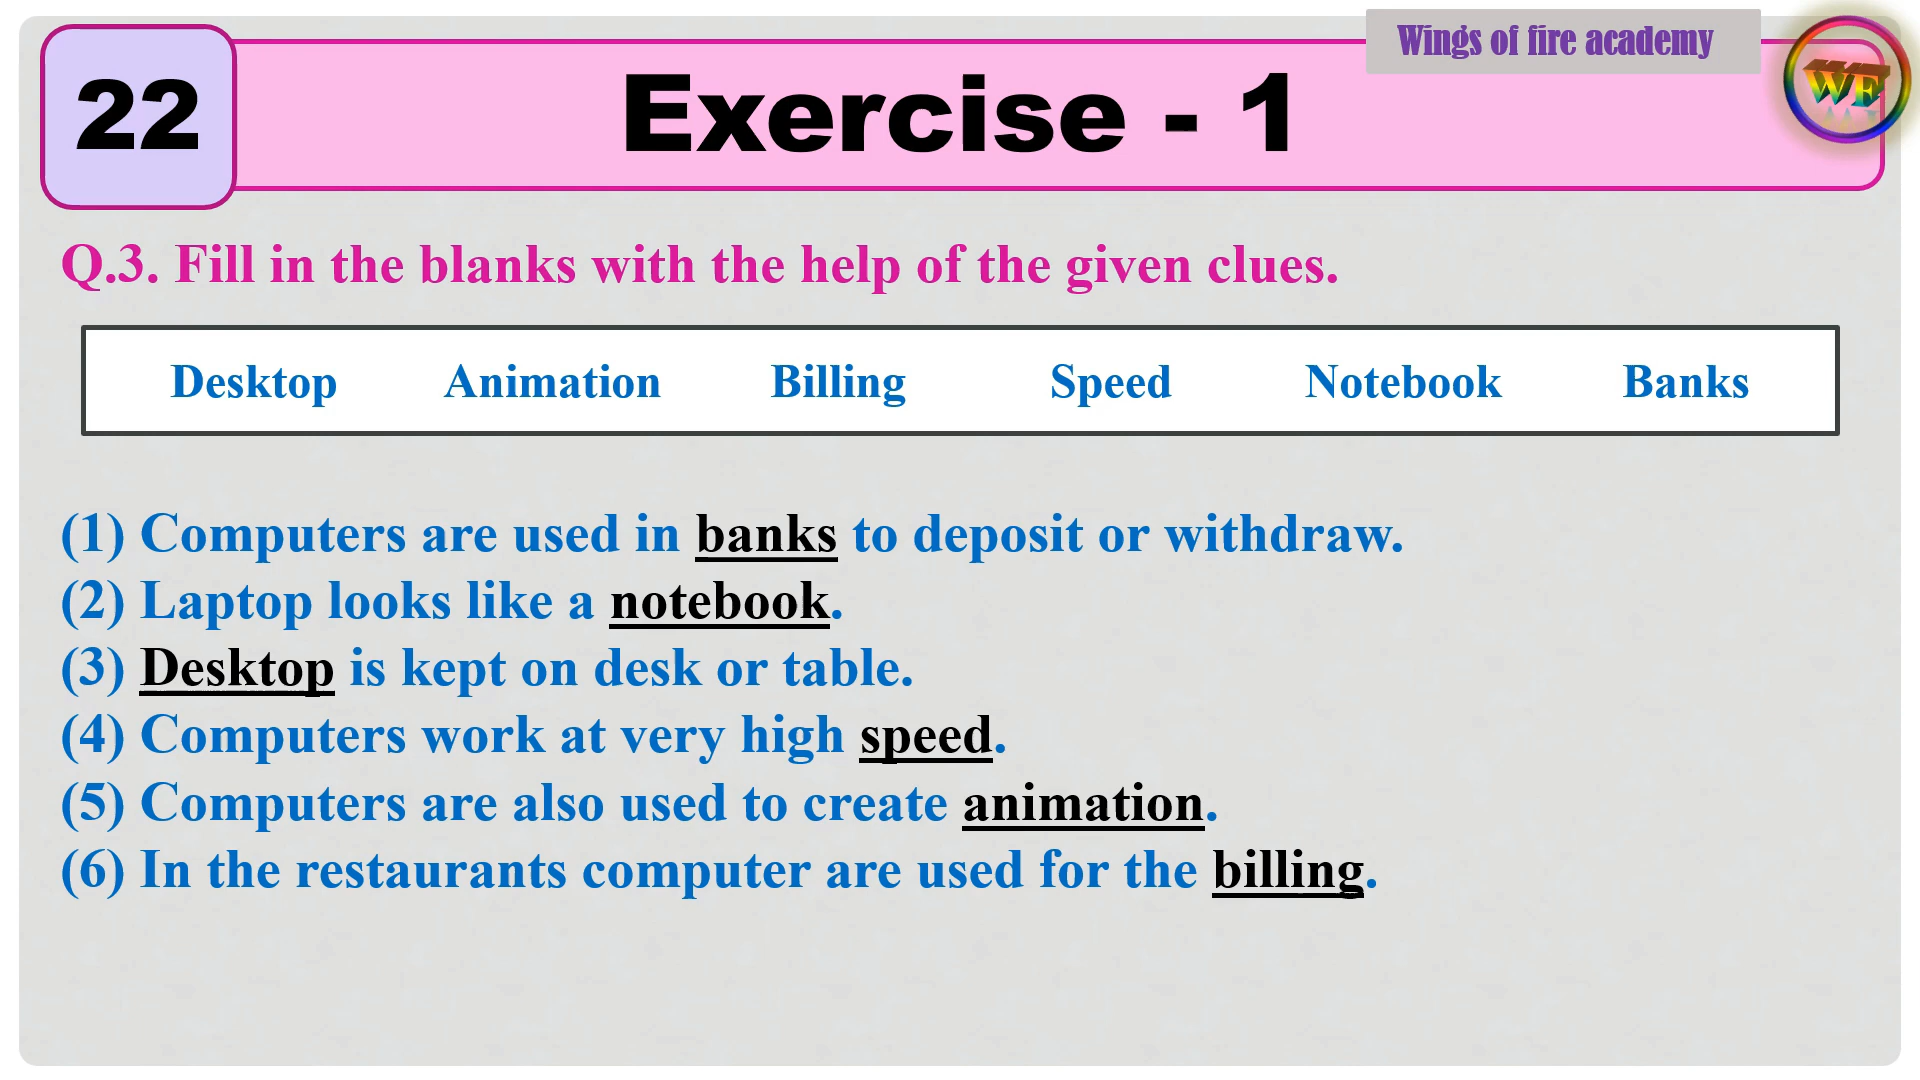 Wings of fire academy
WE
22
Exercise - 1
Q.3. Fill in the blanks with the help of the given clues.
Desktop Animation Billing Speed Notebook Banks
(1) Computers are used in banks to deposit or withdraw.
(2) Laptop looks like a notebook.
(3) Desktop is kept on desk or table.
(4) Computers work at very high speed.
(5) Computers are also used to create animation.
(6) In the restaurants computer are used for the billing.